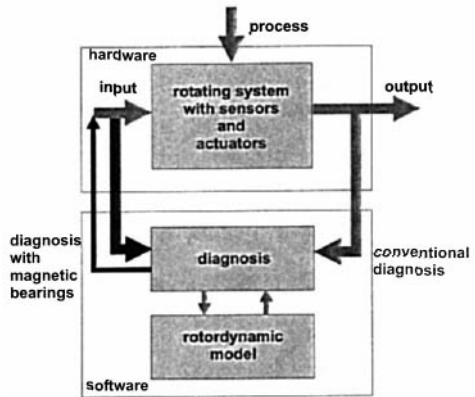 process
hardware
input
rotating system
with sensors
and
actuators
output
diagnosis
with
magnetic
bearings
diagnosis
conventional
diagnosis
rotordynamic
model
software